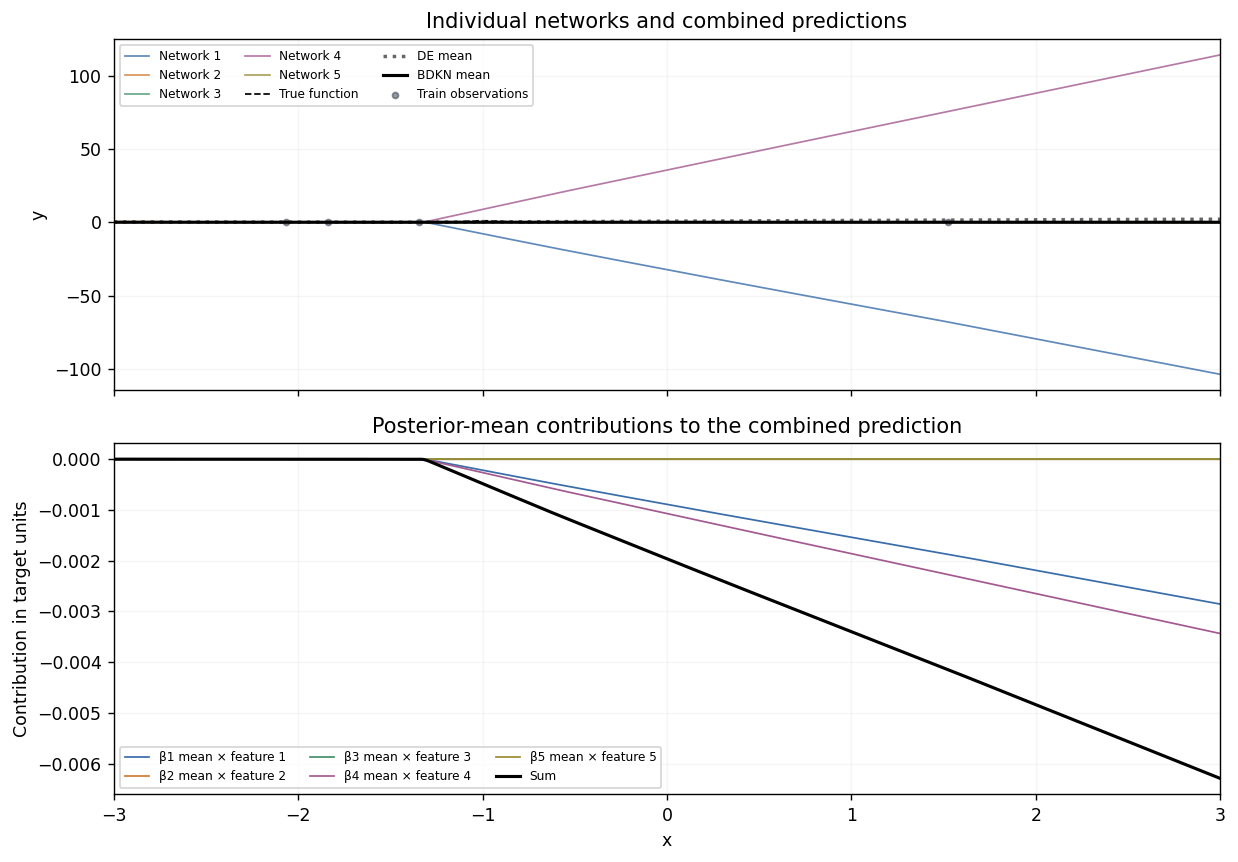 Individual networks and combined predictions
100
50
0
−50
−100
y
Network 1
Network 2
Network 3
Network 4
Network 5
True function
DE mean
BDKN mean
Train observations
Posterior-mean contributions to the combined prediction
0.000
−0.001
−0.002
−0.003
−0.004
−0.005
−0.006
Contribution in target units
β1 mean × feature 1
β2 mean × feature 2
β3 mean × feature 3
β4 mean × feature 4
β5 mean × feature 5
Sum
−3
−2
−1
0
1
2
3
x